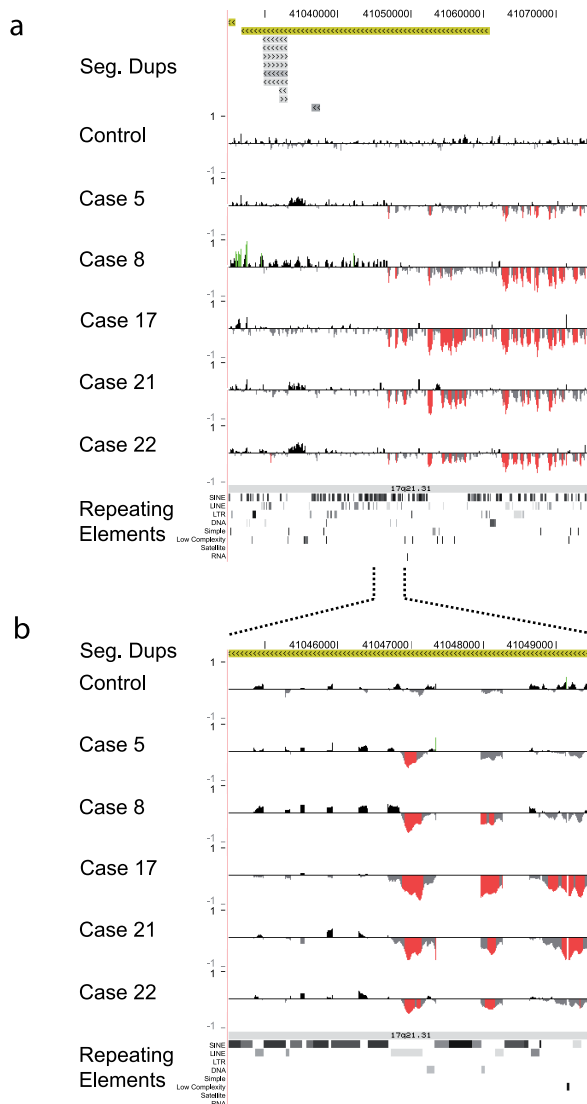 a
41040000 41050000 41060000 41070000
Seg. Dups
1
Control
-1
1
Case 5
-1
1
Case 8
-1
1
Case 17
-1
1
Case 21
-1
1
Case 22
-1
17q21.31
Repeating Elements
SINE
LINE
LTR
DNA
Simple
Low Complexity
Satellite
RNA
b
41046000 41047000 41048000 41049000
Seg. Dups
1
Control
-1
1
Case 5
-1
1
Case 8
-1
1
Case 17
-1
1
Case 21
-1
1
Case 22
-1
17q21.31
Repeating Elements
SINE
LINE
LTR
DNA
Simple
Low Complexity
Satellite
RNA